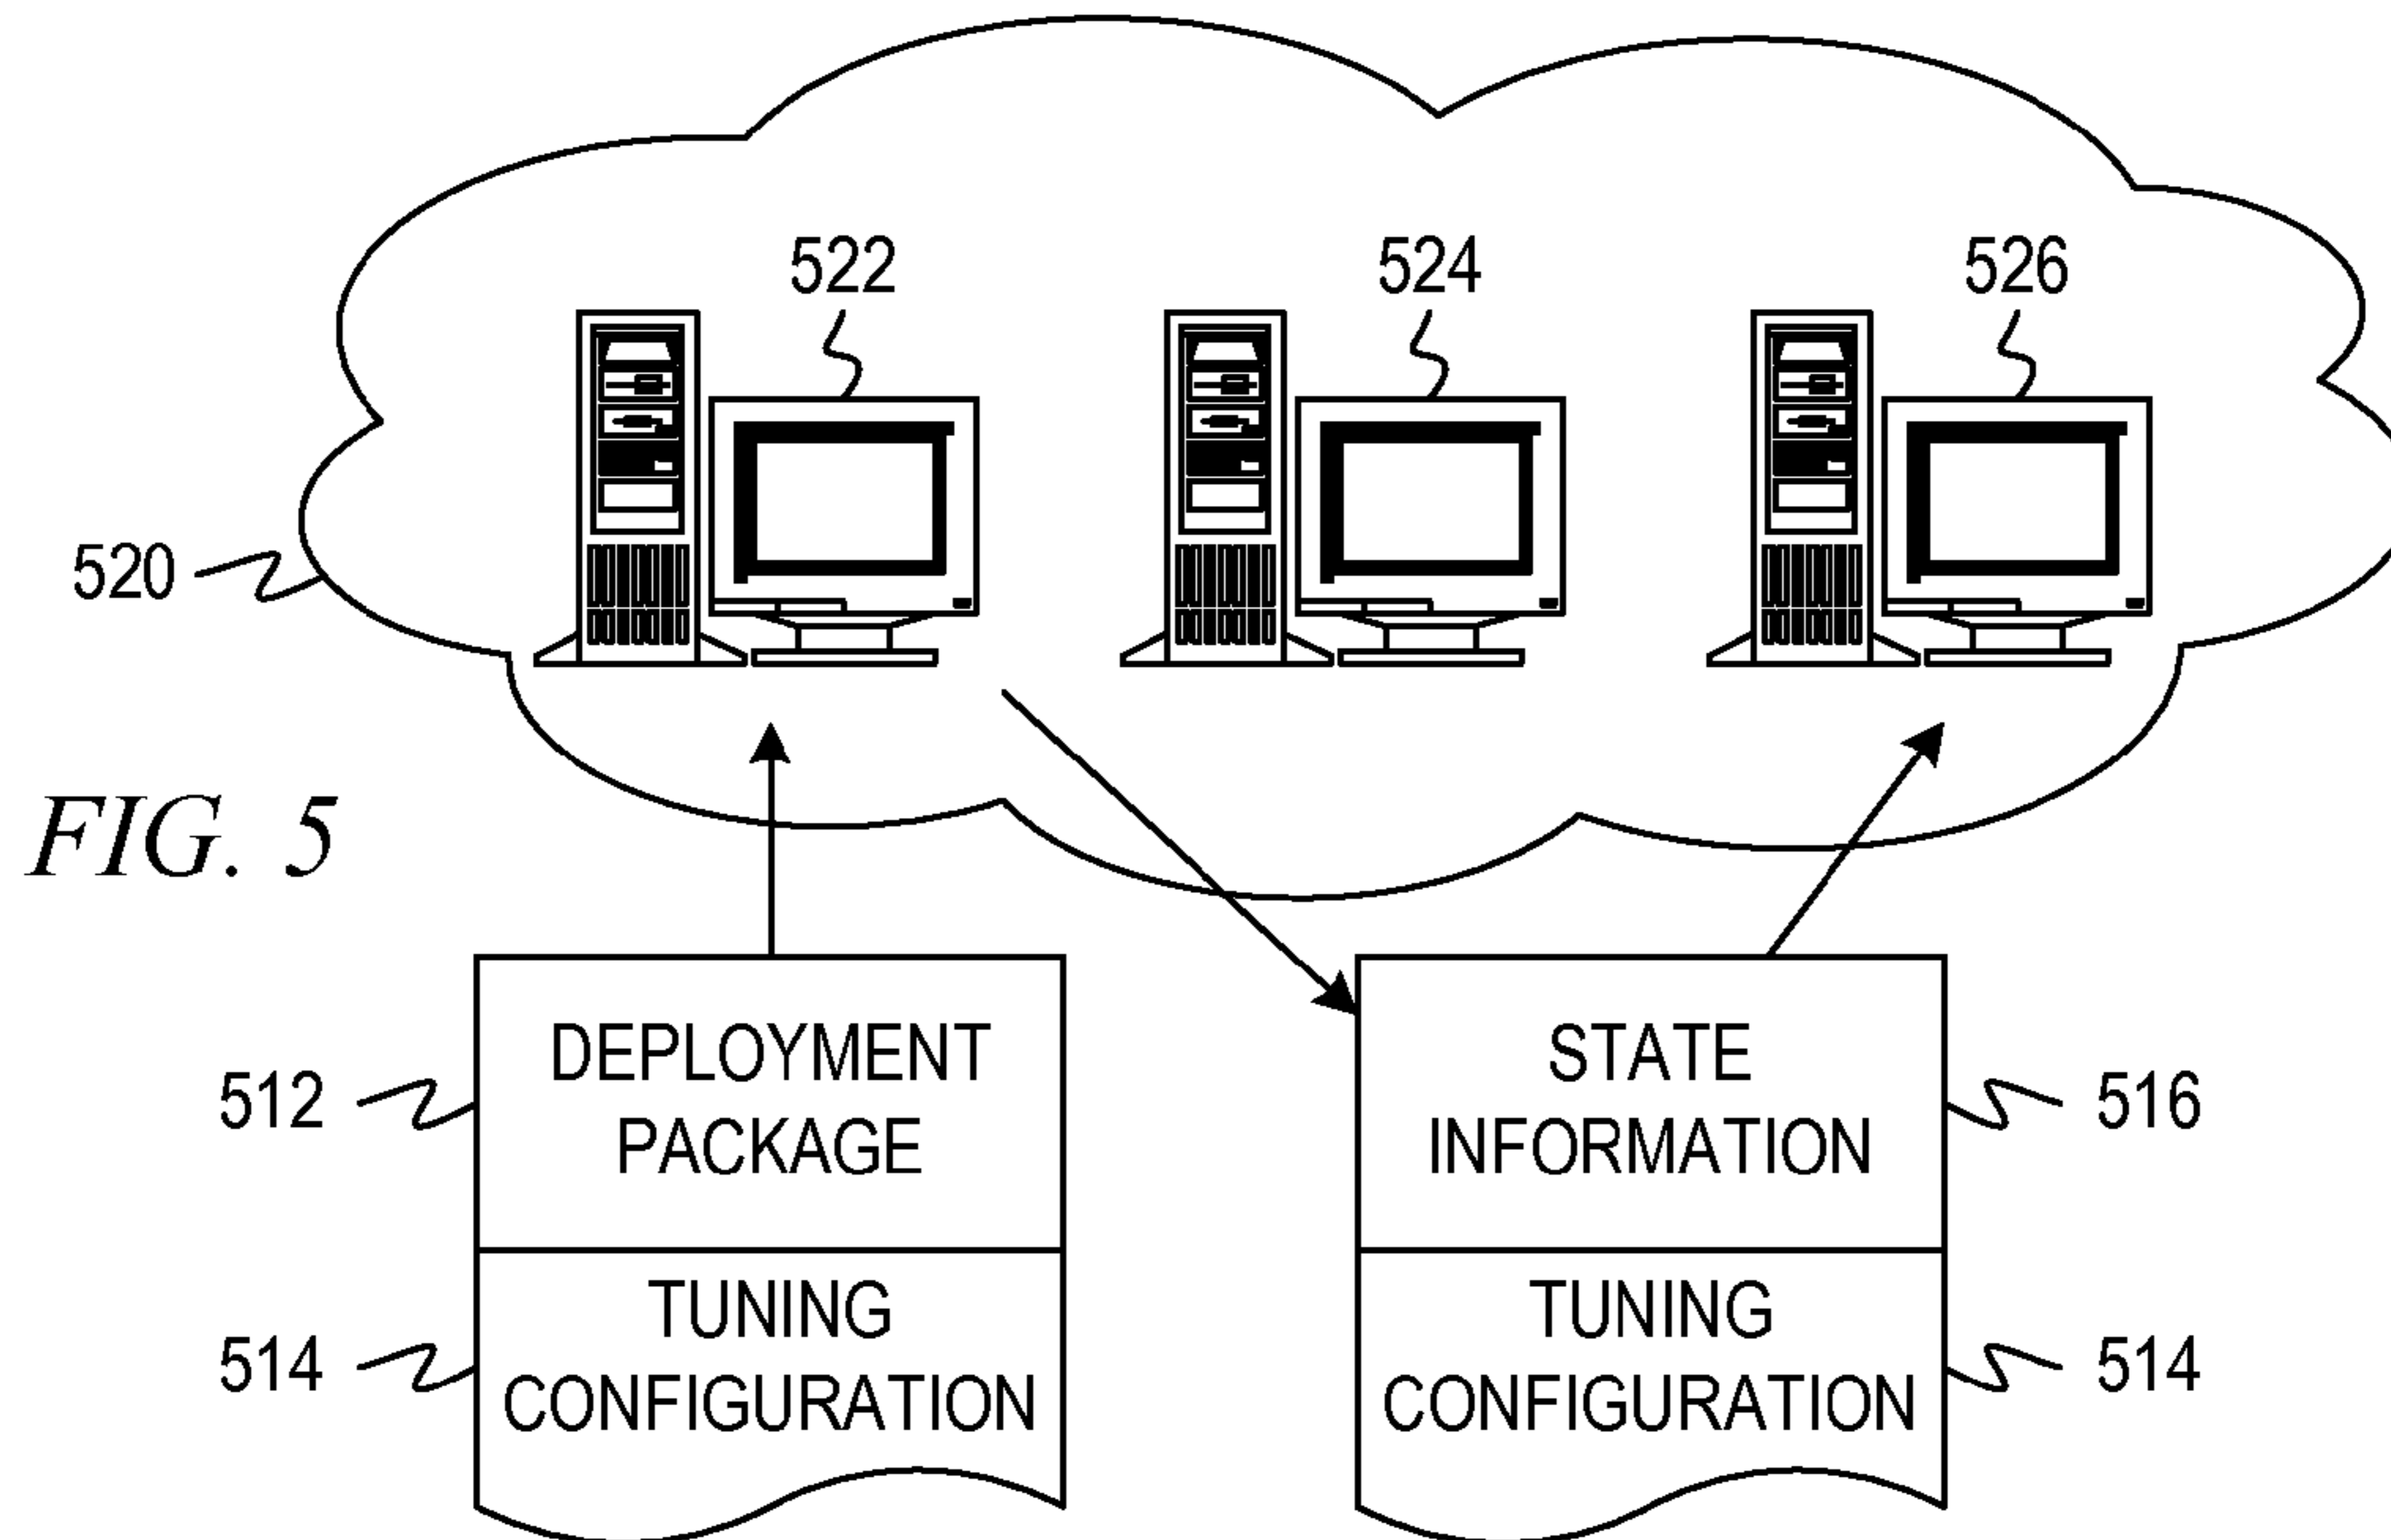 522
524
526
520
FIG. 5
DEPLOYMENT
PACKAGE
512
TUNING
CONFIGURATION
514
STATE
INFORMATION
516
TUNING
CONFIGURATION
514